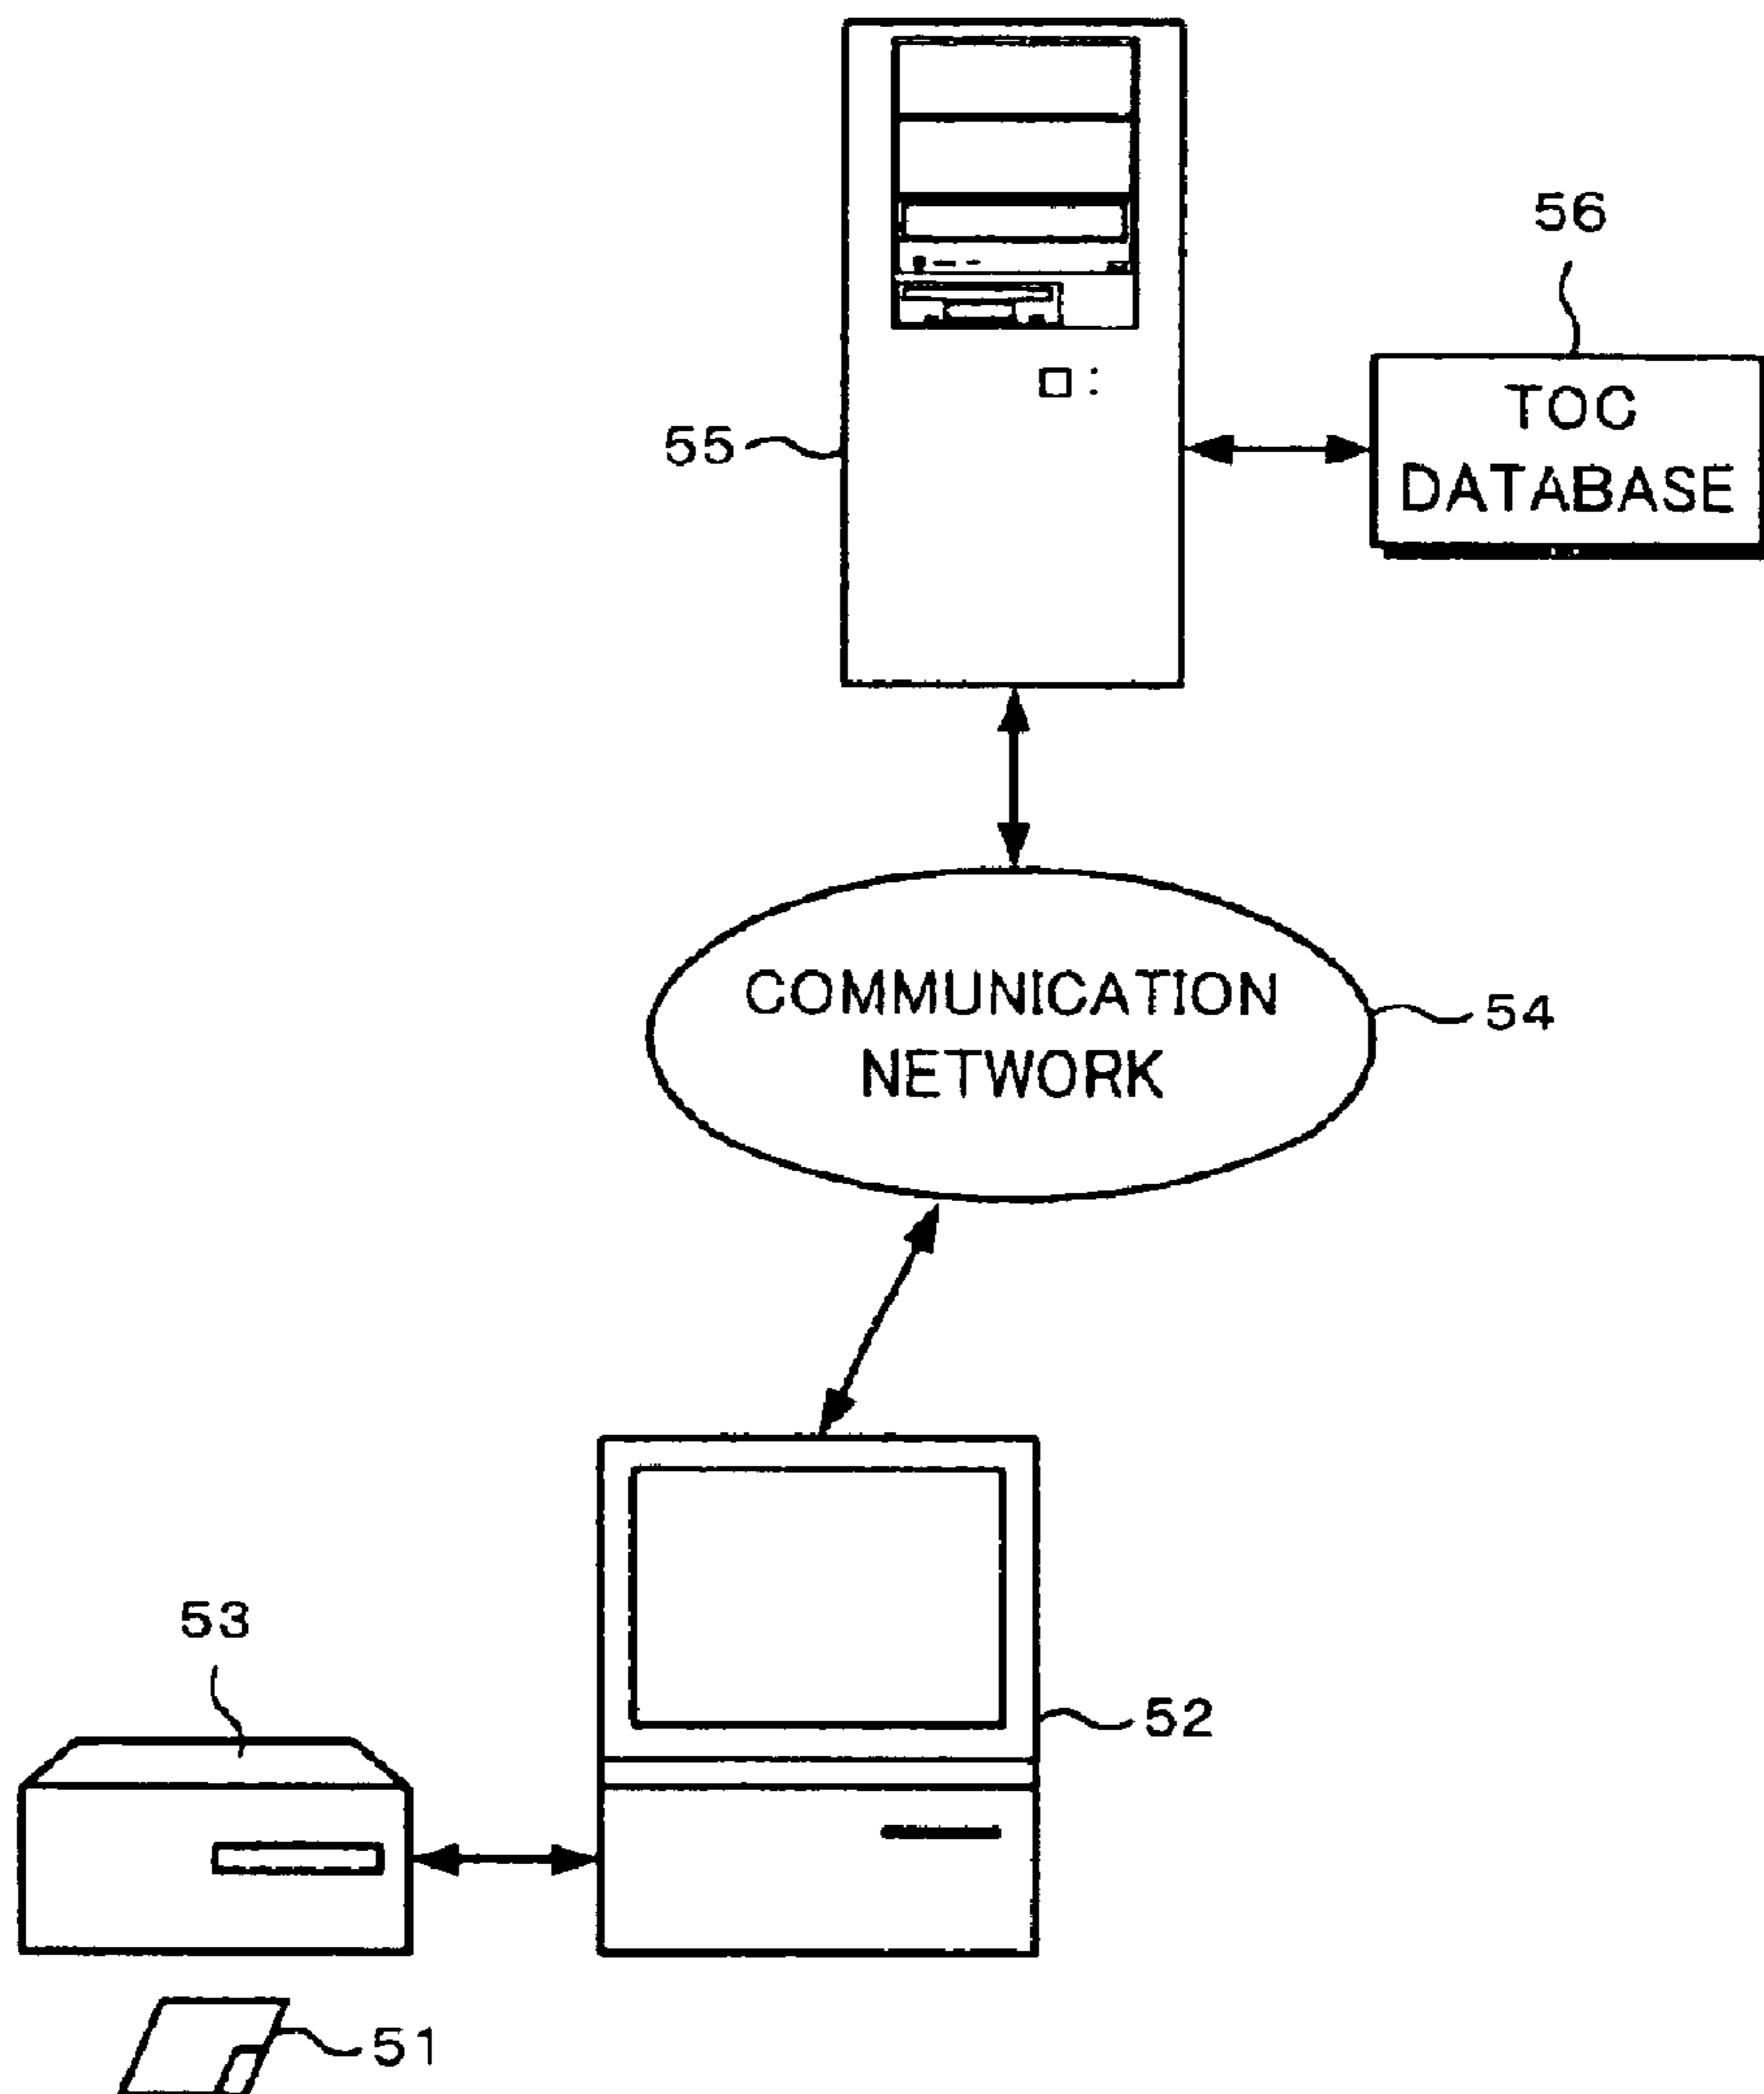 56
TOC
DATABASE
55
COMMUNICATION
NETWORK
54
53
52
51